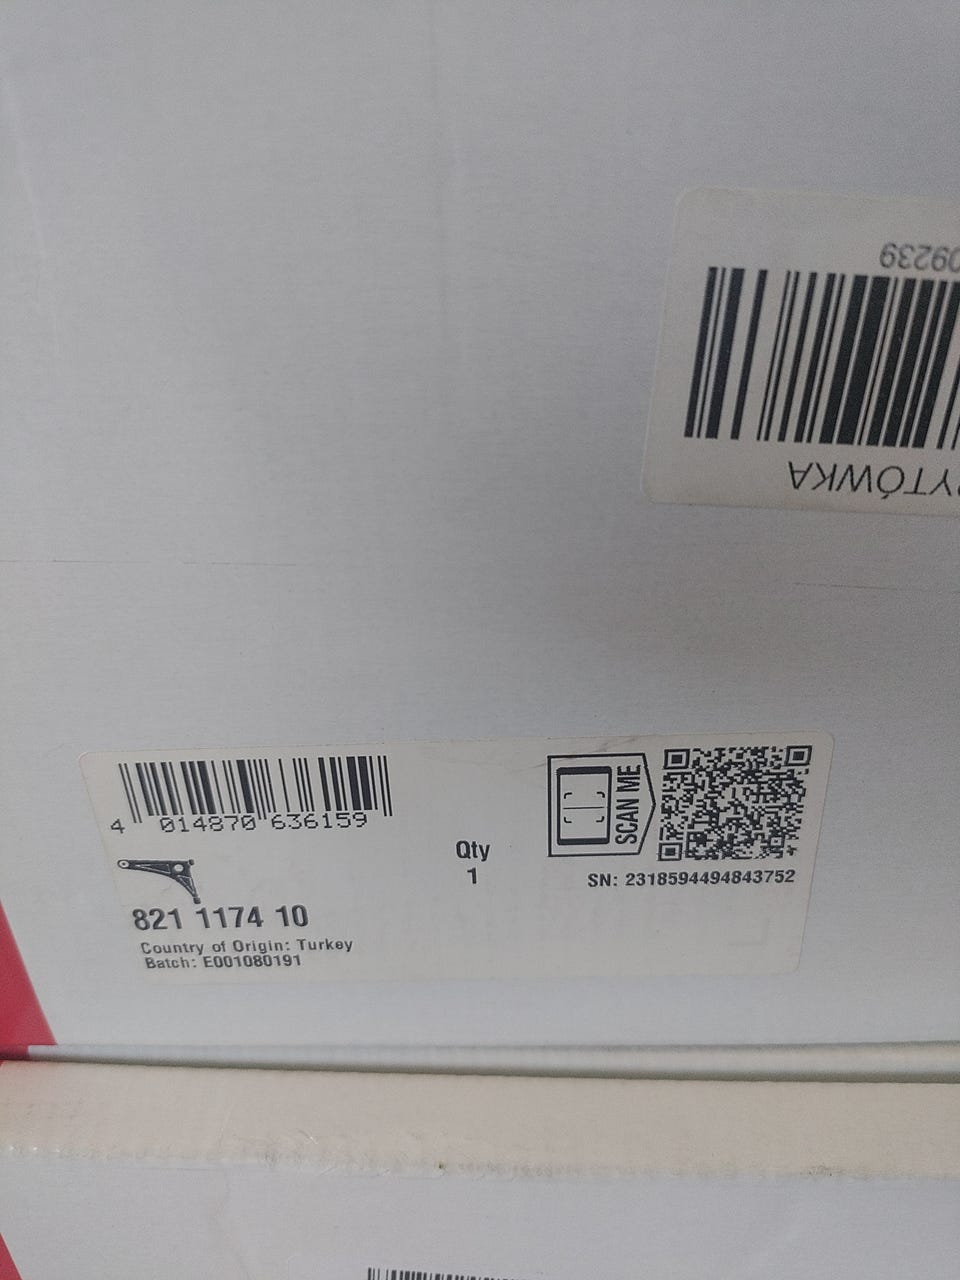 09239
PYTÓWKA
4 014870 636159
Qty
1
SCAN ME
SN: 2318594494843752
821 1174 10
Country of Origin: Turkey
Batch: E001080191